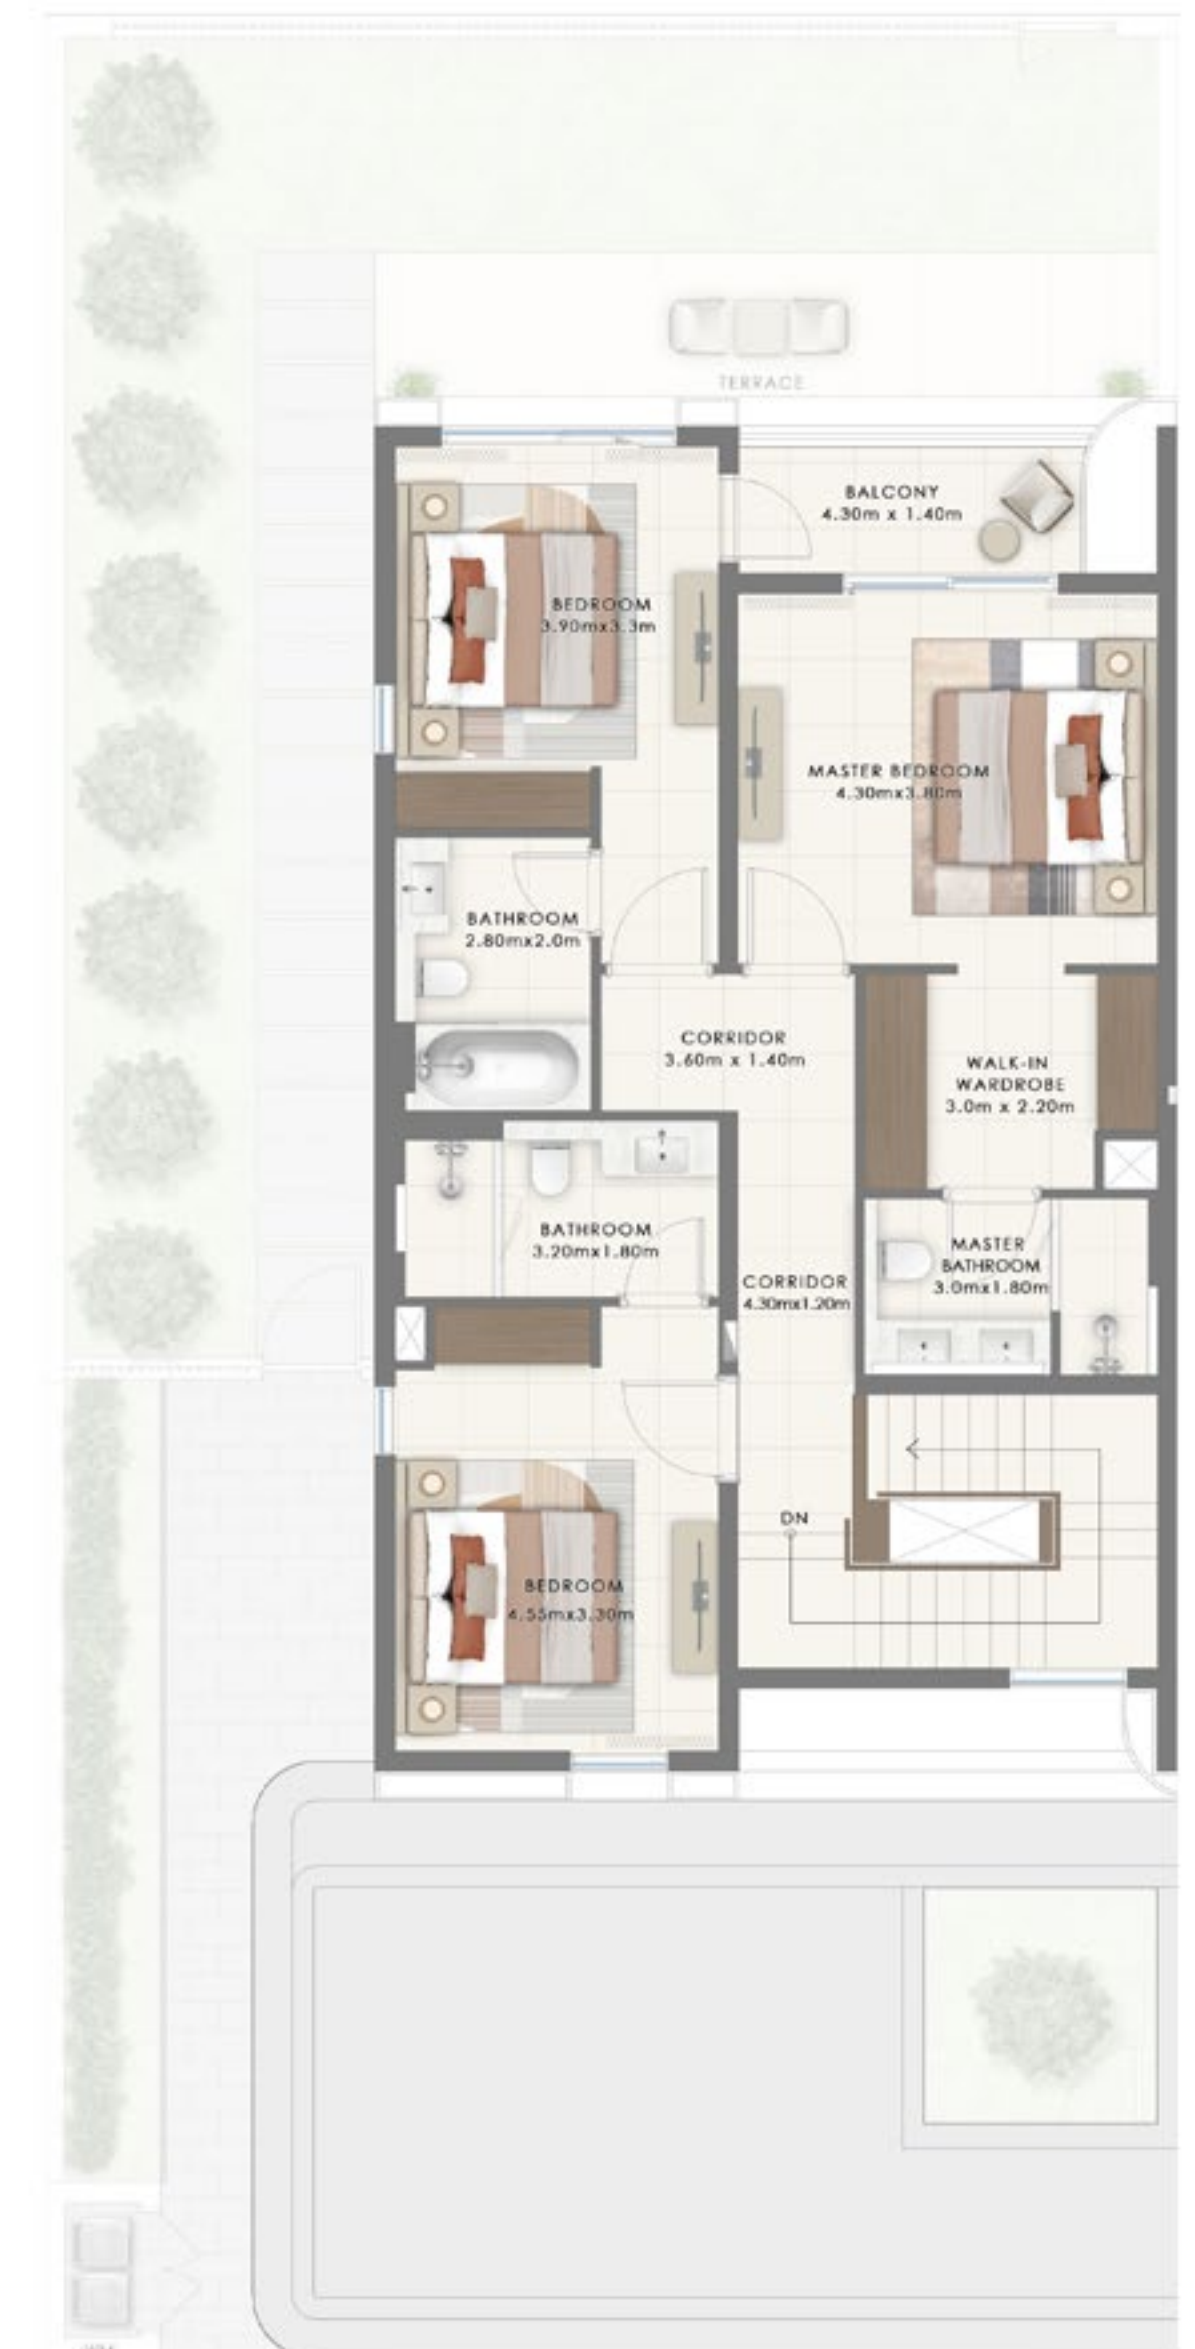 TERRACE
BALCONY
4.30m x 1.40m
BEDROOM
3.90mx3.3m
MASTER BEDROOM
4.30mx3.80m
BATHROOM
2.80mx2.0m
CORRIDOR
3.60m x 1.40m
WALK-IN
WARDROBE
3.0m x 2.20m
BATHROOM
3.20mx1.80m
MASTER
BATHROOM
3.0mx1.80m
CORRIDOR
4.30mx1.20m
DN
BEDROOM
4.55mx3.30m